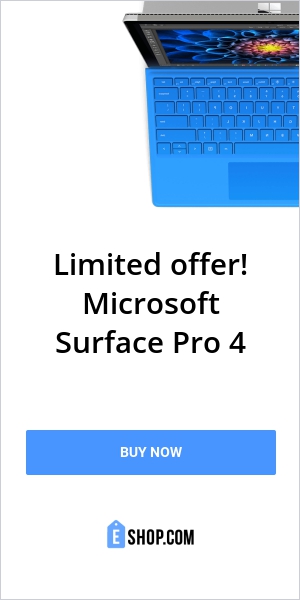 Limited offer!
Microsoft
Surface Pro 4
BUY NOW
E SHOP.COM